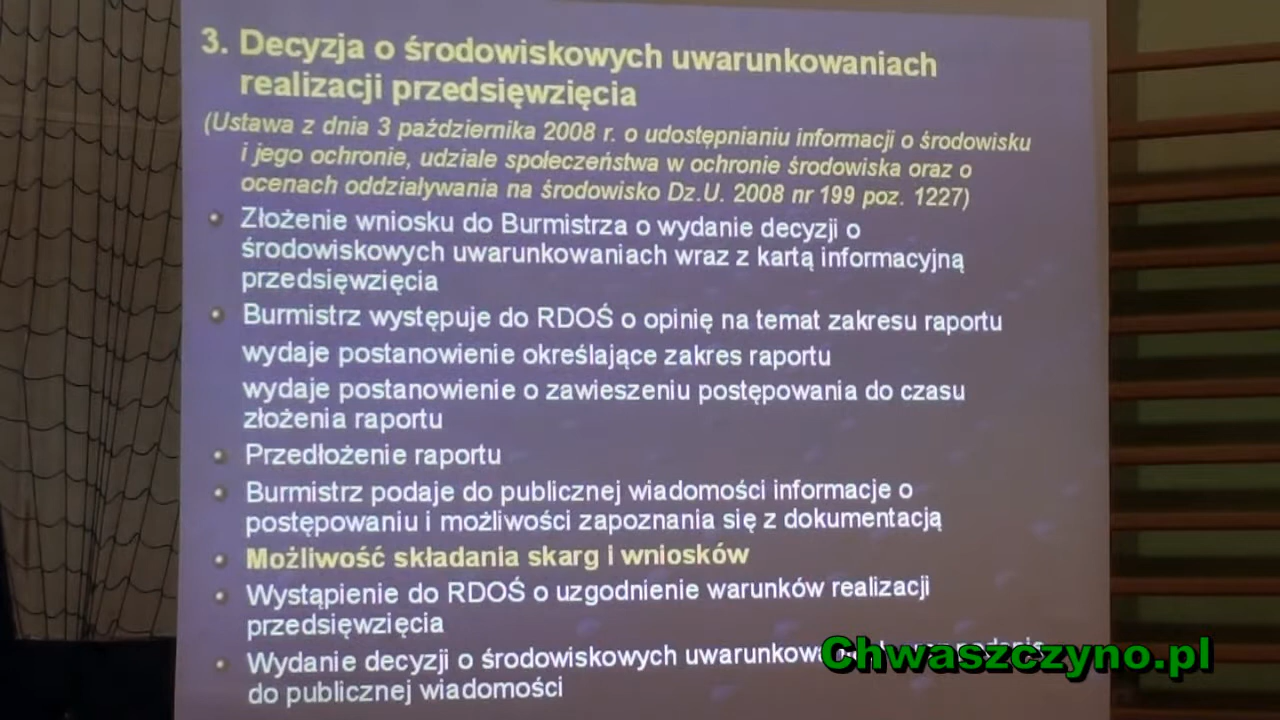 3. Decyzja o środowiskowych uwarunkowaniach
realizacji przedsięwzięcia
(Ustawa z dnia 3 października 2008 r. o udostępnianiu informacji o środowisku
i jego ochronie, udziale społeczeństwa w ochronie środowiska oraz o
ocenach oddziaływania na środowisko Dz.U. 2008 nr 199 poz. 1227)
• Złożenie wniosku do Burmistrza o wydanie decyzji o
środowiskowych uwarunkowaniach wraz z kartą informacyjną
przedsięwzięcia
• Burmistrz występuje do RDOŚ o opinię na temat zakresu raportu
wydaje postanowienie określające zakres raportu
wydaje postanowienie o zawieszeniu postępowania do czasu
złożenia raportu
• Przedłożenie raportu
• Burmistrz podaje do publicznej wiadomości informacje o
postępowaniu i możliwości zapoznania się z dokumentacją
• Możliwość składania skarg i wniosków
• Wystąpienie do RDOŚ o uzgodnienie warunków realizacji
przedsięwzięcia
• Wydanie decyzji o środowiskowych
do publicznej wiadomości
Chwaszczyno.pl